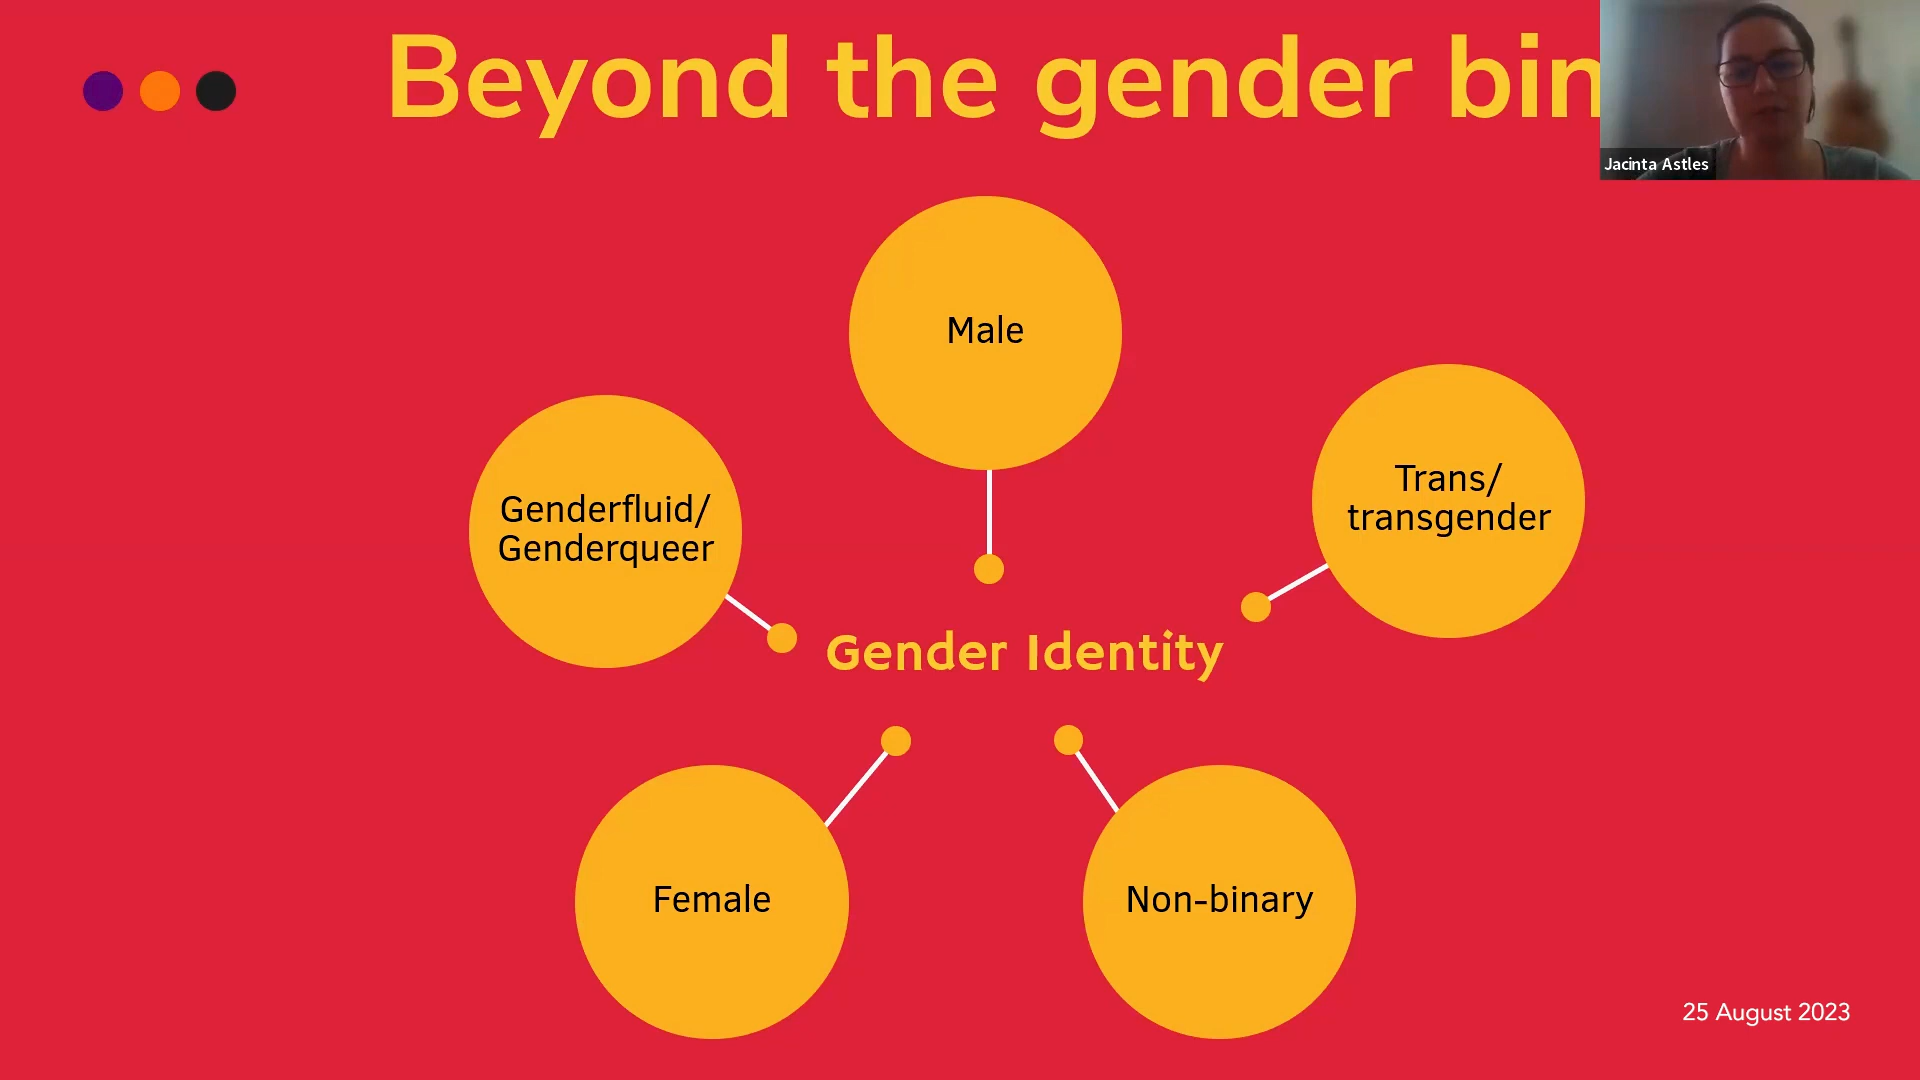 Beyond the gender bin
Jacinta Astles
Male
Trans/
transgender
Genderfluid/
Genderqueer
Gender Identity
Female
Non-binary
25 August 2023